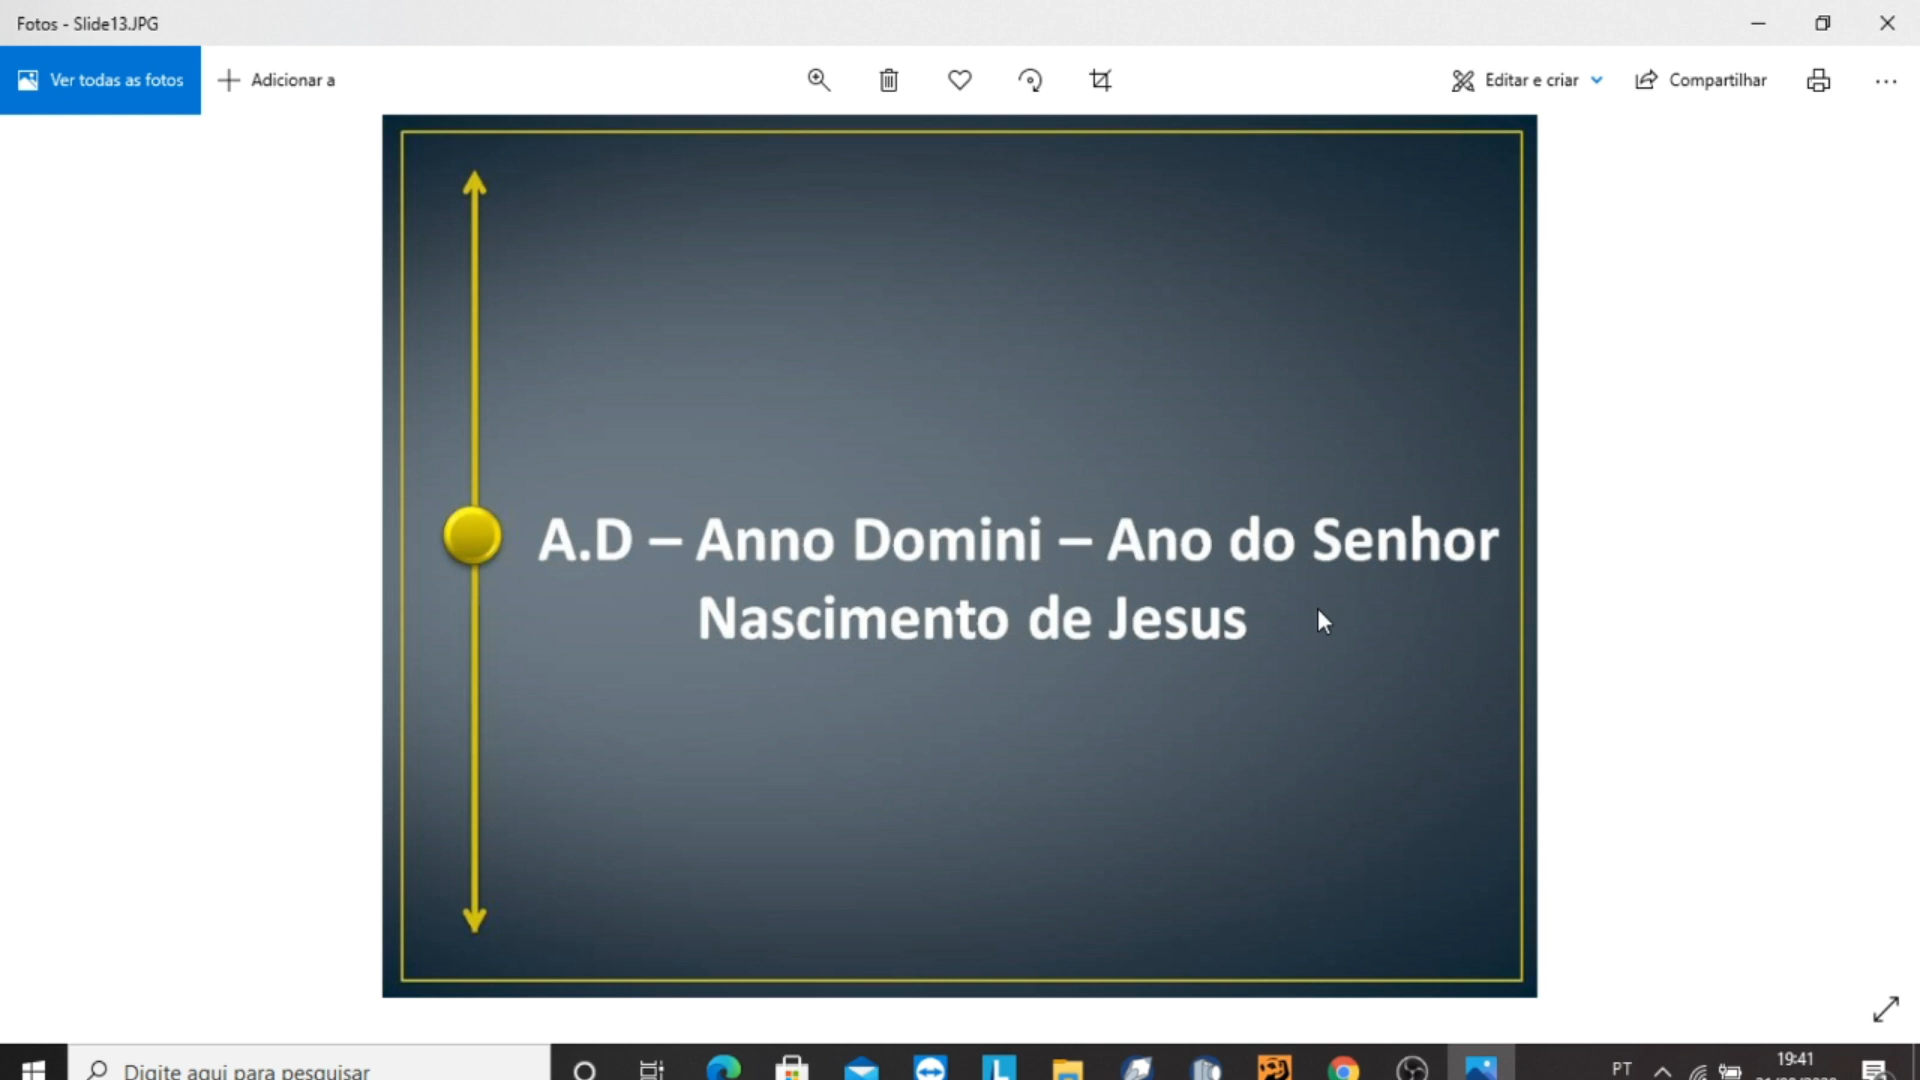 Fotos - Slide13.JPG
Ver todas as fotos
Adicionar a
Editar e criar
Compartilhar
A.D – Anno Domini – Ano do Senhor
Nascimento de Jesus
Digite aqui para pesquisar
PT
19:41